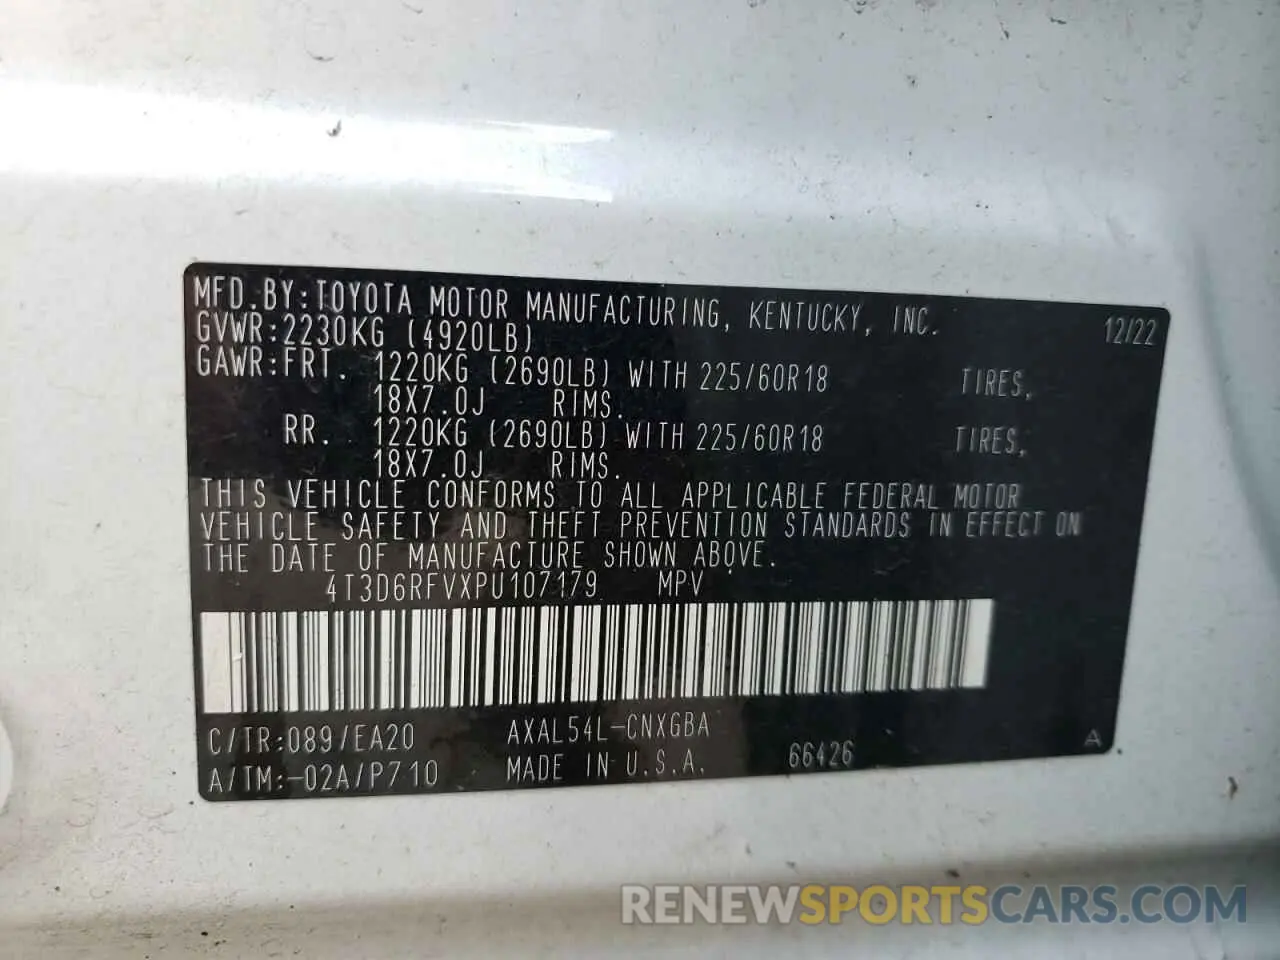 MFD.BY:TOYOTA MOTOR MANUFACTURING, KENTUCKY, INC. 12/22
GVWR:2230KG (4920LB)
GAWR:FRT. 1220KG (2690LB) WITH 225/60R18 TIRES,
18X7.0J RIMS.
RR. 1220KG (2690LB) WITH 225/60R18 TIRES,
18X7.0J RIMS.
THIS VEHICLE CONFORMS TO ALL APPLICABLE FEDERAL MOTOR
VEHICLE SAFETY AND THEFT PREVENTION STANDARDS IN EFFECT ON
THE DATE OF MANUFACTURE SHOWN ABOVE.
4T3D6RFVXPU107179 MPV
C/TR:089/EA20 AXAL54L-CNXGBA A
A/TM:-02A/P710 MADE IN U.S.A. 66426
RENEWSPORTSCARS.COM